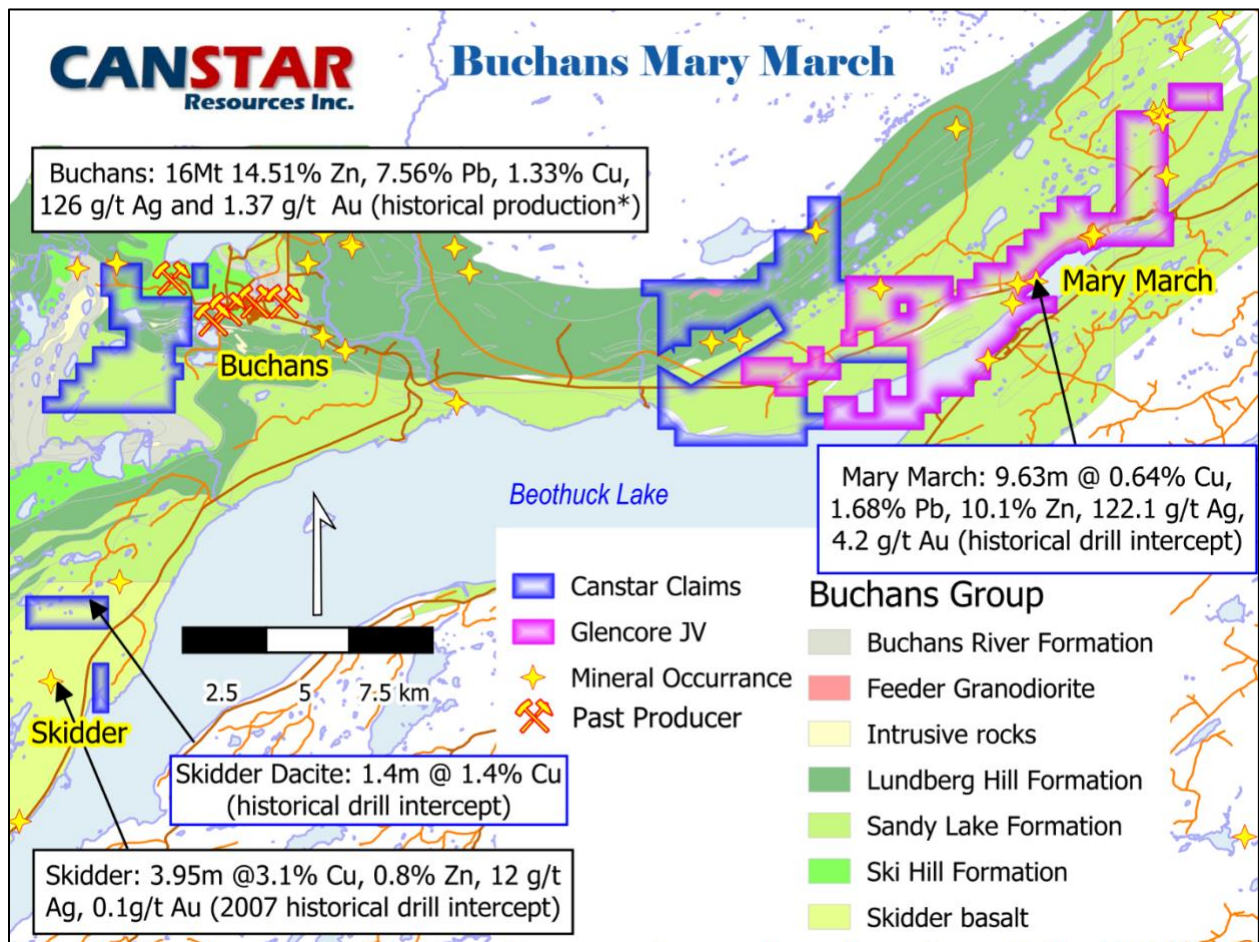 CANSTAR
Resources Inc.
Buchans Mary March
Buchans: 16Mt 14.51% Zn, 7.56% Pb, 1.33% Cu,
126 g/t Ag and 1.37 g/t Au (historical production*)
Buchans
Mary March
Beothuck Lake
Mary March: 9.63m @ 0.64% Cu,
1.68% Pb, 10.1% Zn, 122.1 g/t Ag,
4.2 g/t Au (historical drill intercept)
2.5 5 7.5 km
Skidder
Skidder Dacite: 1.4m @ 1.4% Cu
(historical drill intercept)
Skidder: 3.95m @3.1% Cu, 0.8% Zn, 12 g/t
Ag, 0.1g/t Au (2007 historical drill intercept)
Canstar Claims
Glencore JV
Mineral Occurrance
Past Producer
Buchans Group
Buchans River Formation
Feeder Granodiorite
Intrusive rocks
Lundberg Hill Formation
Sandy Lake Formation
Ski Hill Formation
Skidder basalt